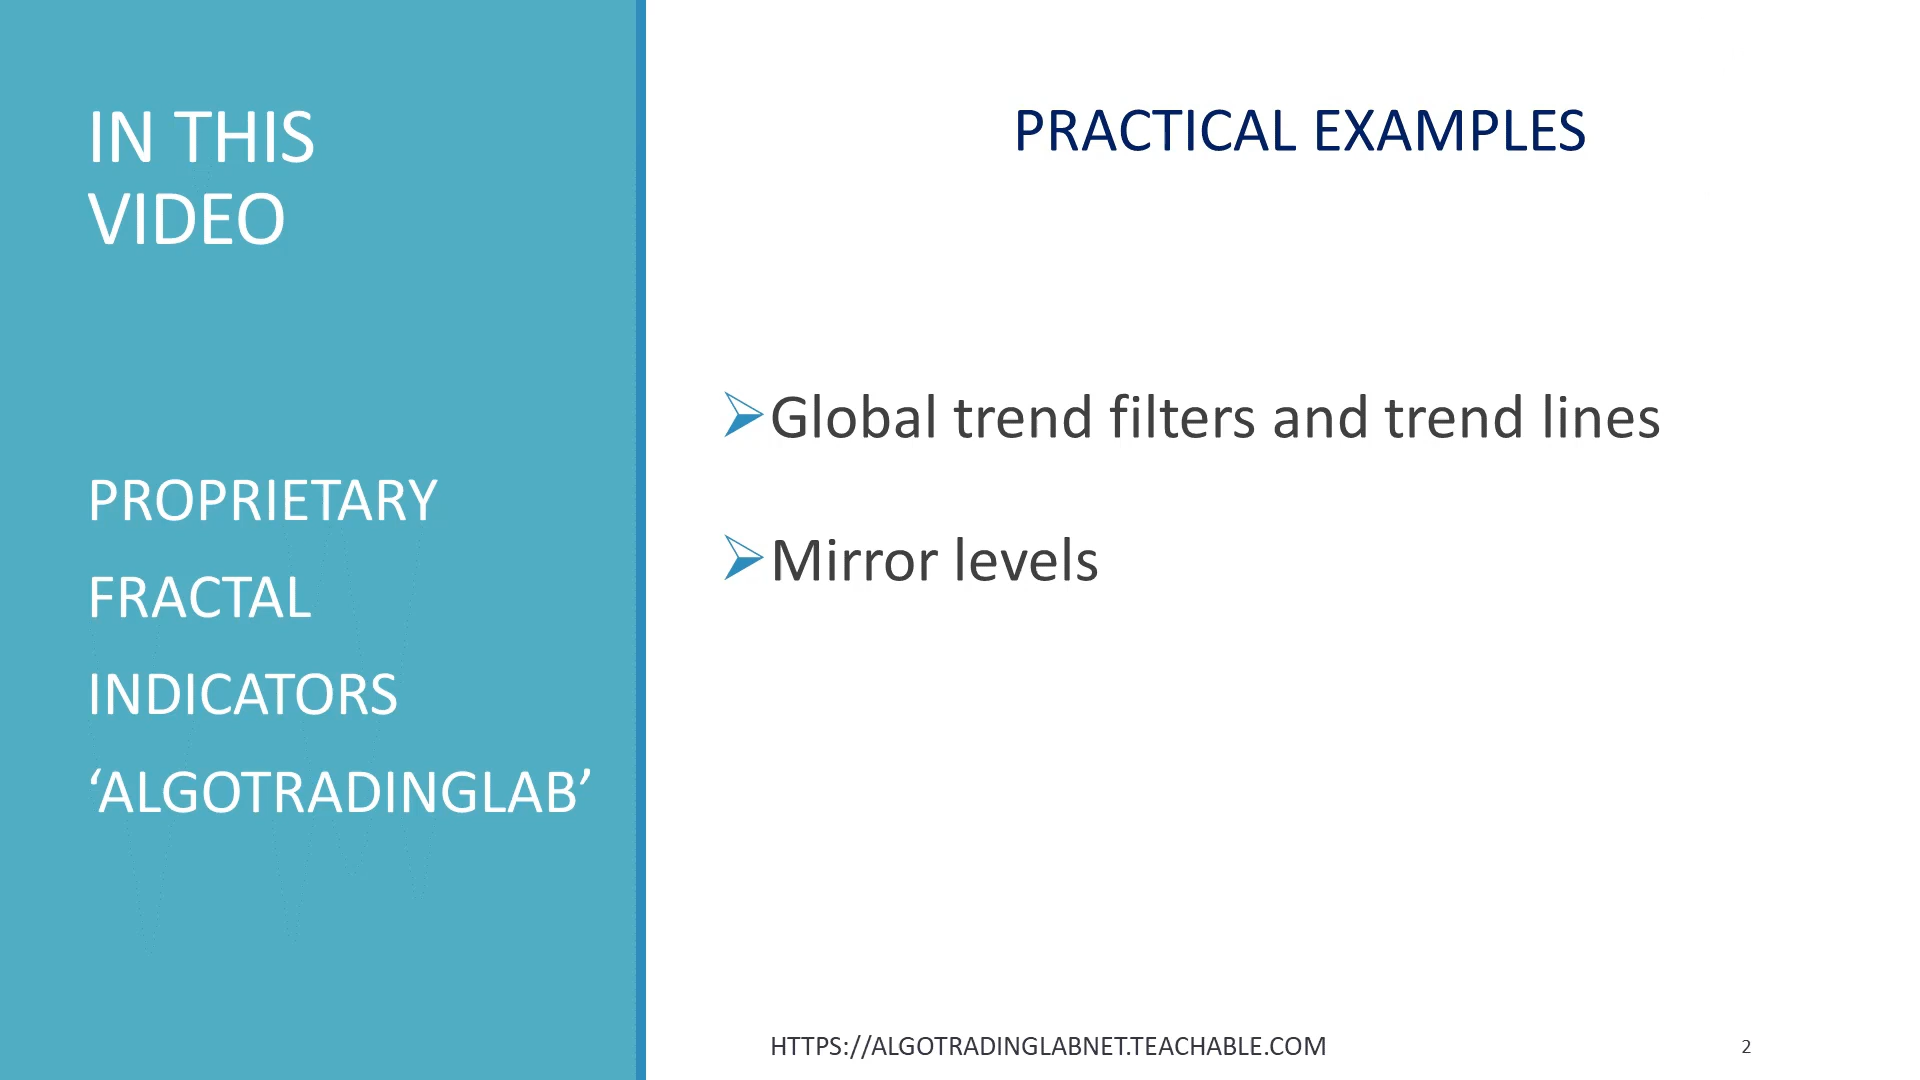 IN THIS
VIDEO
PROPRIETARY
FRACTAL
INDICATORS
‘ALGOTRADINGLAB’
PRACTICAL EXAMPLES
Global trend filters and trend lines
Mirror levels
HTTPS://ALGOTRADINGLABNET.TEACHABLE.COM
2